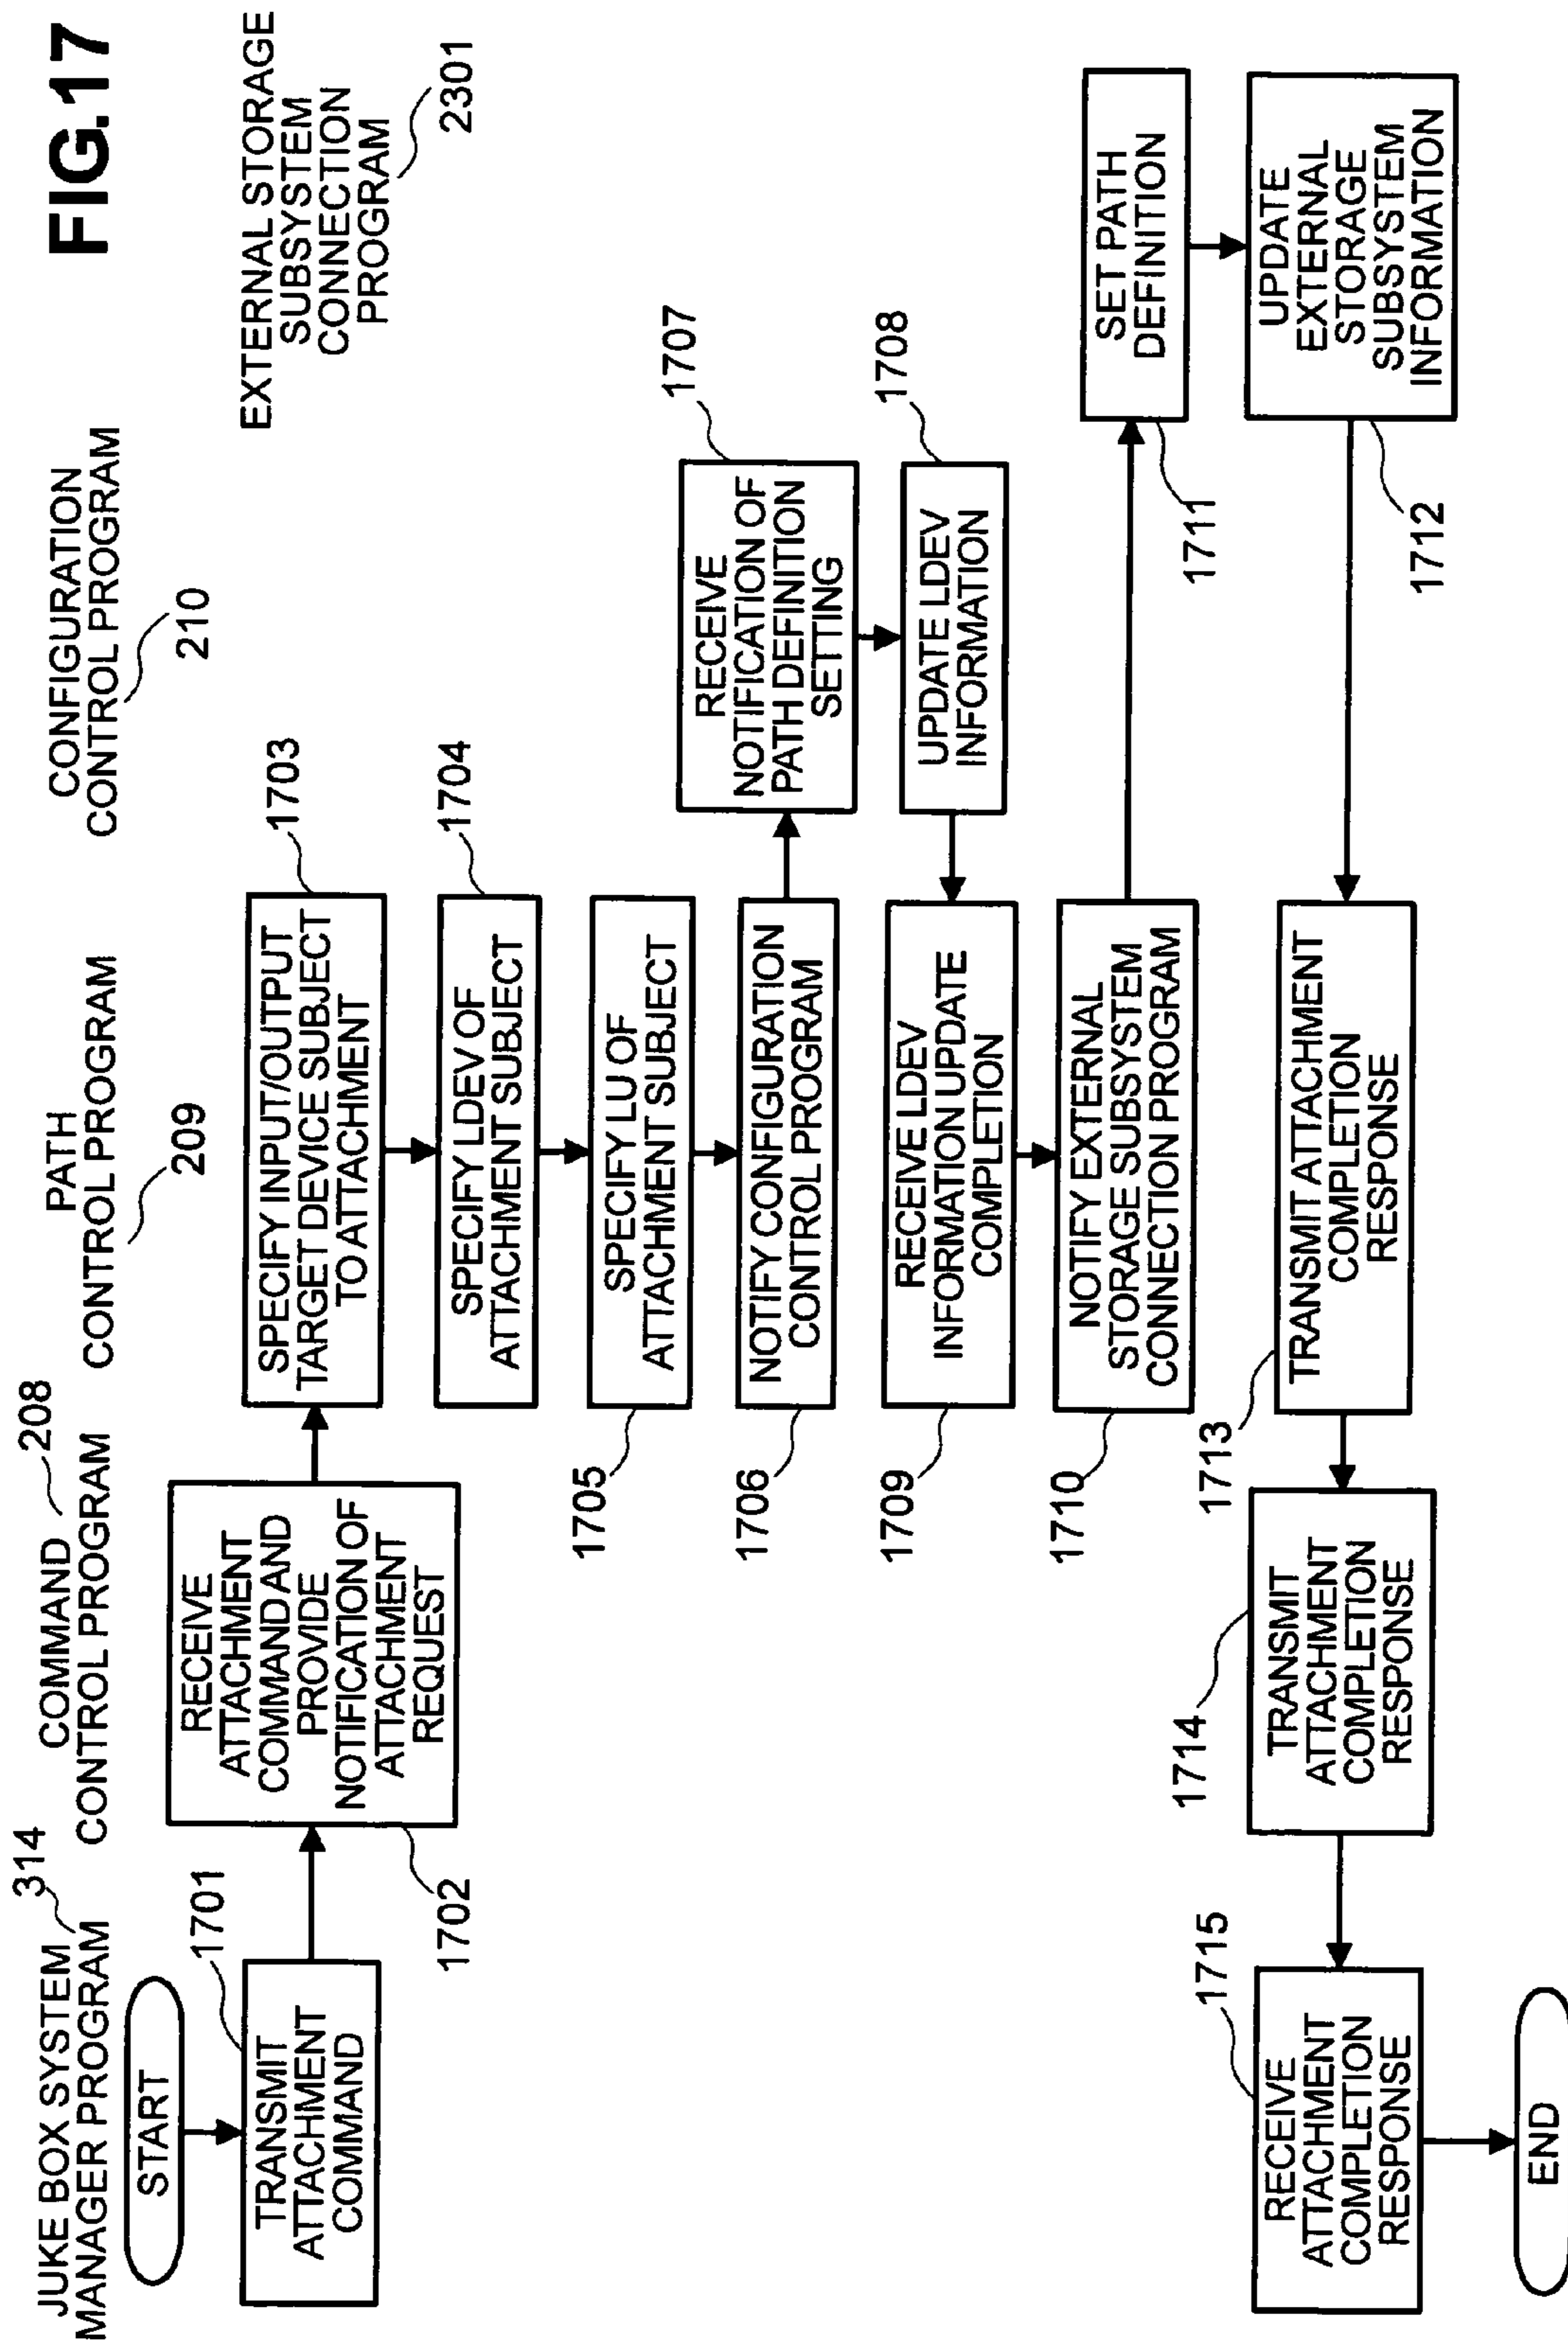 FIG.17
JUKE BOX SYSTEM
MANAGER PROGRAM
314
COMMAND
CONTROL PROGRAM
208
PATH
CONTROL PROGRAM
209
CONFIGURATION
CONTROL PROGRAM
210
EXTERNAL STORAGE
SUBSYSTEM
CONNECTION
PROGRAM
2301
START
1701
TRANSMIT
ATTACHMENT
COMMAND
RECEIVE
ATTACHMENT
COMMAND AND
PROVIDE
NOTIFICATION OF
ATTACHMENT
REQUEST
1702
SPECIFY INPUT/OUTPUT
TARGET DEVICE SUBJECT
TO ATTACHMENT
1703
SPECIFY LDEV OF
ATTACHMENT SUBJECT
1704
SPECIFY LU OF
ATTACHMENT SUBJECT
1705
NOTIFY CONFIGURATION
CONTROL PROGRAM
1706
RECEIVE
NOTIFICATION OF
PATH DEFINITION
SETTING
1707
UPDATE LDEV
INFORMATION
1708
RECEIVE LDEV
INFORMATION UPDATE
COMPLETION
1709
NOTIFY EXTERNAL
STORAGE SUBSYSTEM
CONNECTION PROGRAM
1710
SET PATH
DEFINITION
1711
UPDATE
EXTERNAL
STORAGE
SUBSYSTEM
INFORMATION
1712
TRANSMIT ATTACHMENT
COMPLETION
RESPONSE
1713
TRANSMIT
ATTACHMENT
COMPLETION
RESPONSE
1714
RECEIVE
ATTACHMENT
COMPLETION
RESPONSE
1715
END